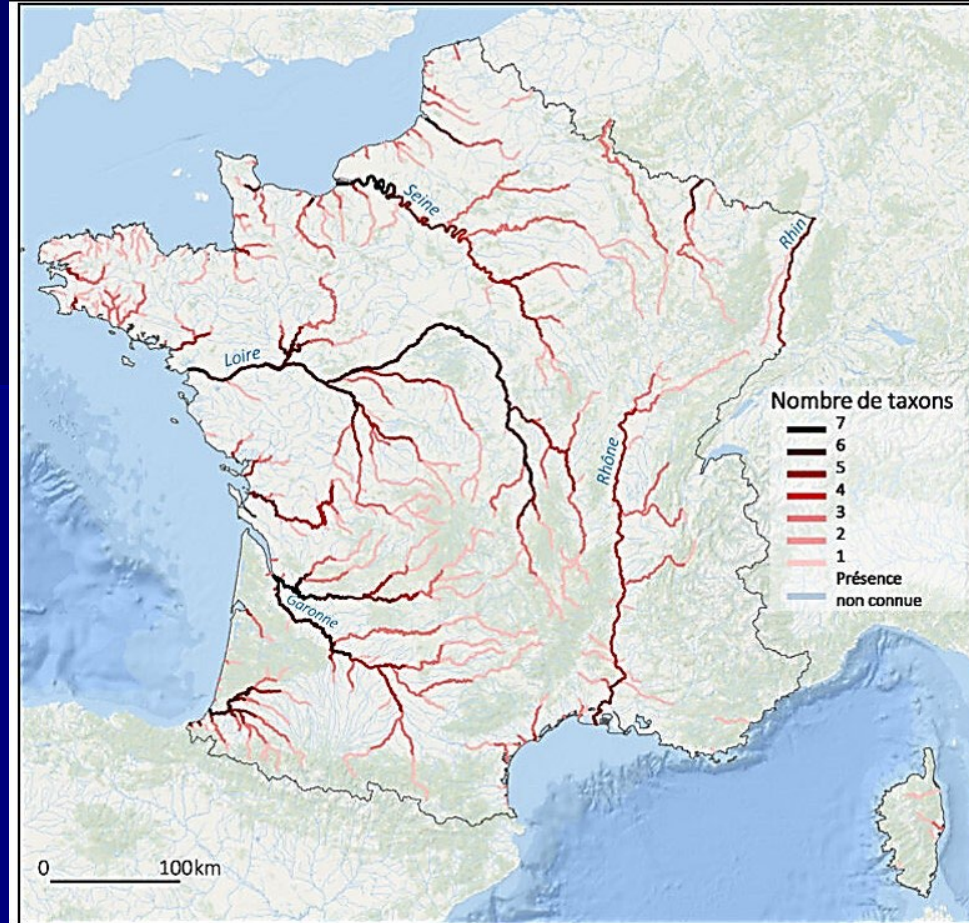 Seine
Rhin
Loire
Nombre de taxons
7
6
5
4
3
2
1
Présence
non connue
Rhône
Garonne
0 100km